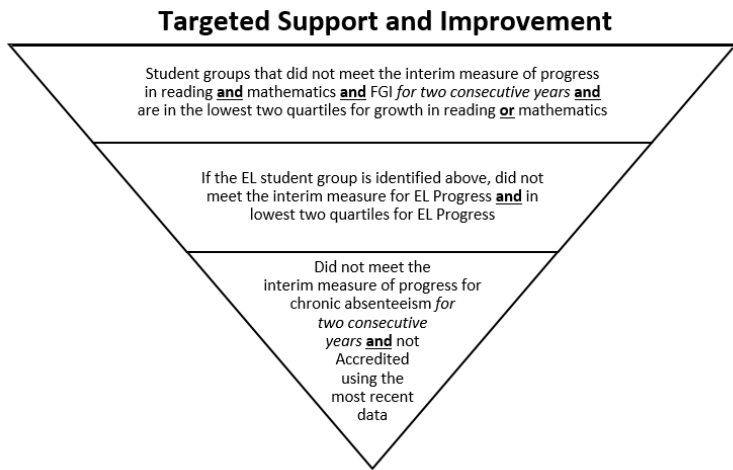 Targeted Support and Improvement
Student groups that did not meet the interim measure of progress
in reading and mathematics and FGI for two consecutive years and
are in the lowest two quartiles for growth in reading or mathematics
If the EL student group is identified above, did not
meet the interim measure for EL Progress and in
lowest two quartiles for EL Progress
Did not meet the
interim measure of progress for
chronic absenteeism for
two consecutive
years and not
Accredited
using the
most recent
data